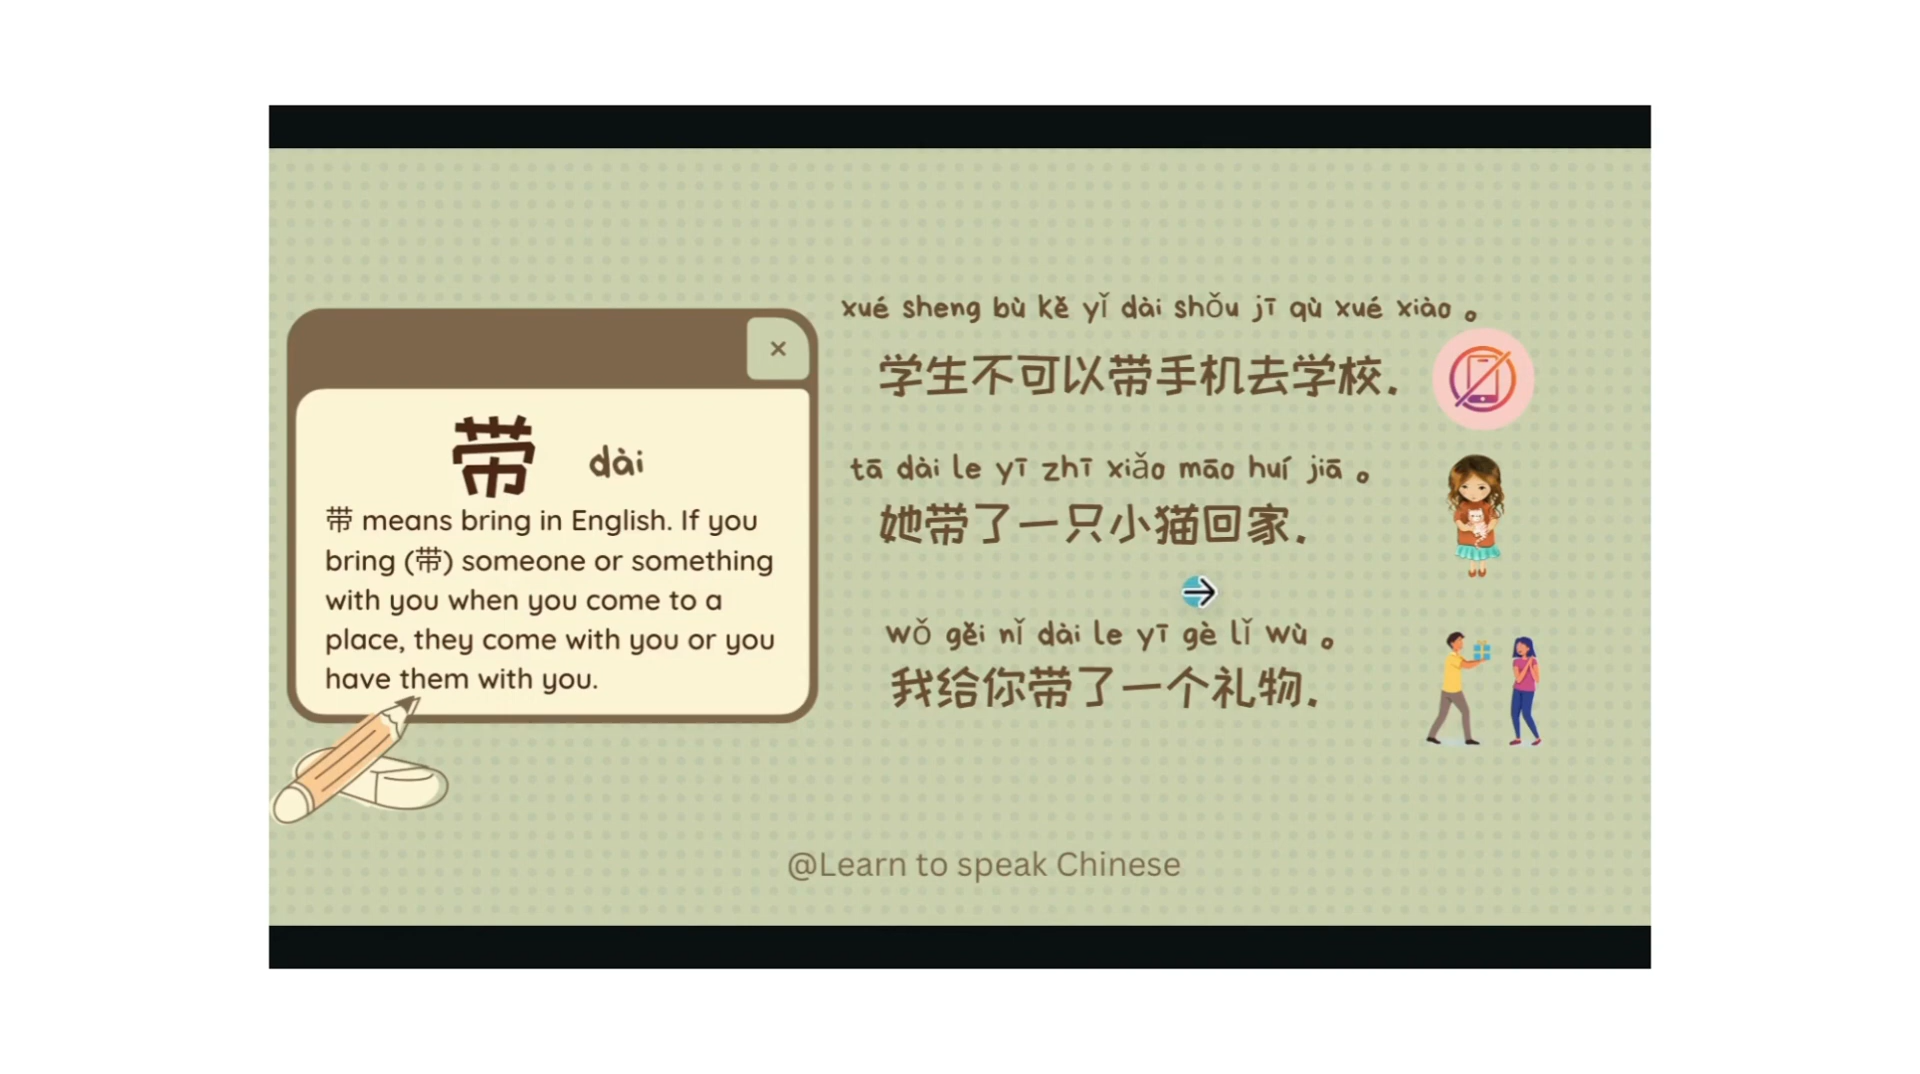 带 dài
带 means bring in English. If you
bring (带) someone or something
with you when you come to a
place, they come with you or you
have them with you.
xué sheng bù kě yǐ dài shǒu jī qù xué xiào 。
学生不可以带手机去学校.
tā dài le yī zhī xiǎo māo huí jiā 。
她带了一只小猫回家.
wǒ gěi nǐ dài le yī gè lǐ wù 。
我给你带了一个礼物.
@Learn to speak Chinese